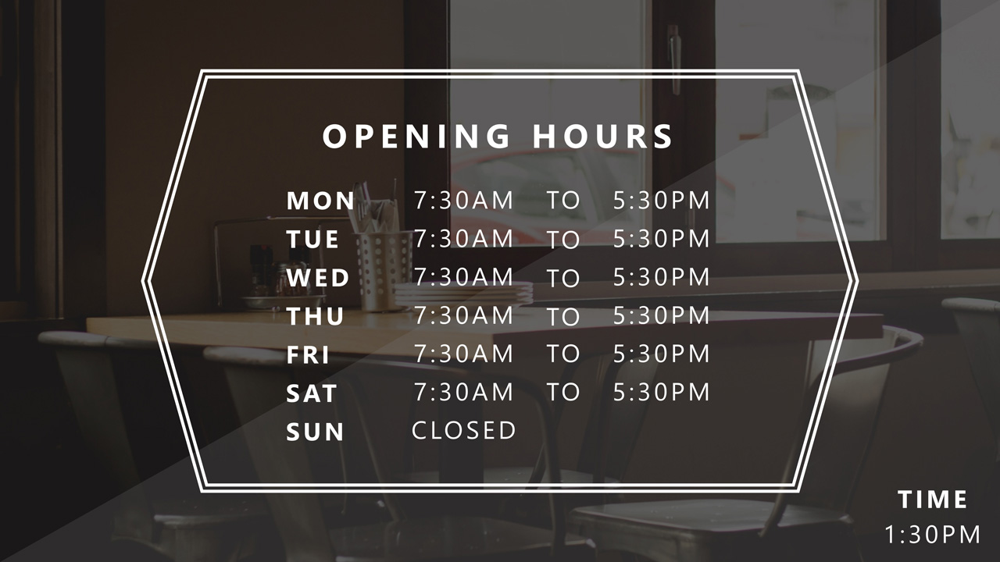 OPENING HOURS
MON 7:30AM TO 5:30PM
TUE 7:30AM TO 5:30PM
WED 7:30AM TO 5:30PM
THU 7:30AM TO 5:30PM
FRI 7:30AM TO 5:30PM
SAT 7:30AM TO 5:30PM
SUN CLOSED
TIME
1:30PM